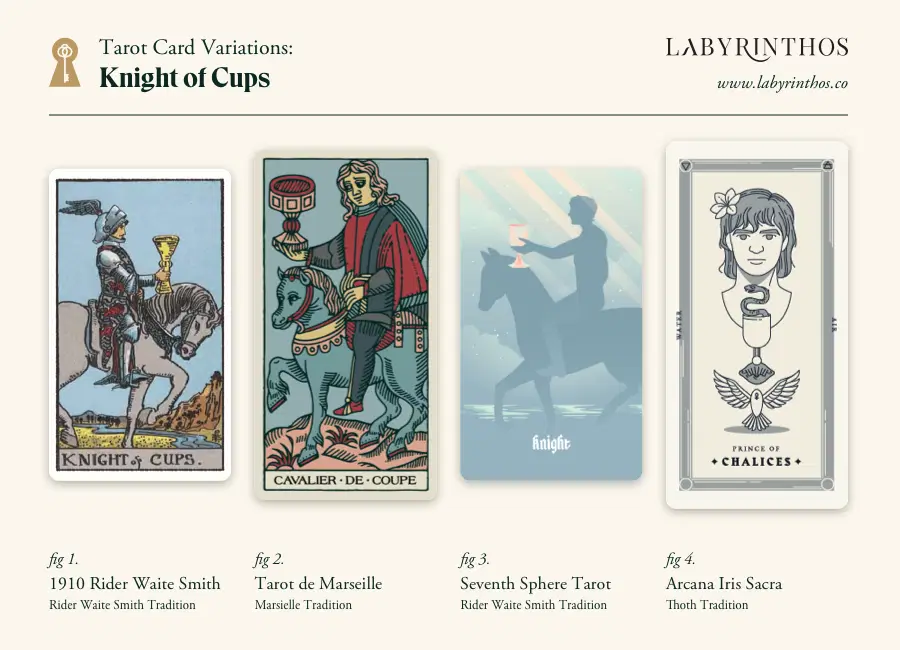 Tarot Card Variations:
Knight of Cups
LABYRINTHOS
www.labyrinthos.co
KNIGHT of CUPS.
CAVALIER·DE·COUPE
knight
WATER
AIR
PRINCE OF
CHALICES
fig 1.
1910 Rider Waite Smith
Rider Waite Smith Tradition
fig 2.
Tarot de Marseille
Marsielle Tradition
fig 3.
Seventh Sphere Tarot
Rider Waite Smith Tradition
fig 4.
Arcana Iris Sacra
Thoth Tradition